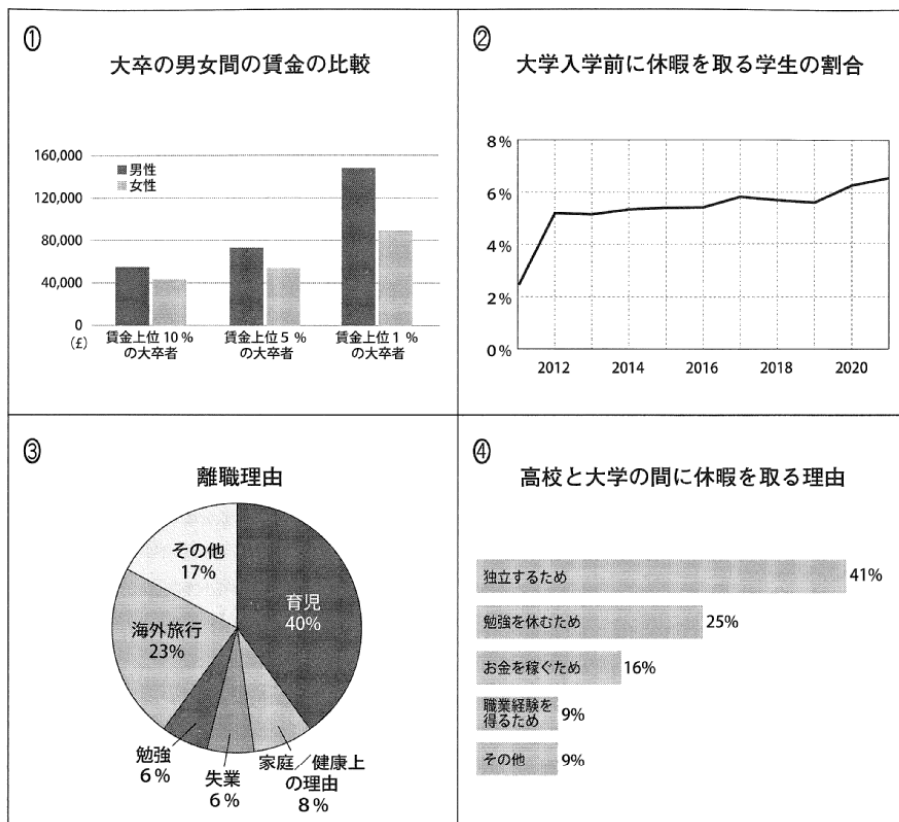 ①
大卒の男女間の賃金の比較
160,000
120,000
80,000
40,000
0
(£)
男性
女性
賃金上位 10 %
の大卒者
賃金上位 5 %
の大卒者
賃金上位 1 %
の大卒者
②
大学入学前に休暇を取る学生の割合
8 %
6 %
4 %
2 %
0 %
2012
2014
2016
2018
2020
③
離職理由
その他
17%
育児
40%
海外旅行
23%
勉強
6 %
失業
6 %
家庭/健康上
の理由
8 %
④
高校と大学の間に休暇を取る理由
独立するため
41%
勉強を休むため
25%
お金を稼ぐため
16%
職業経験を
得るため
9%
その他
9%